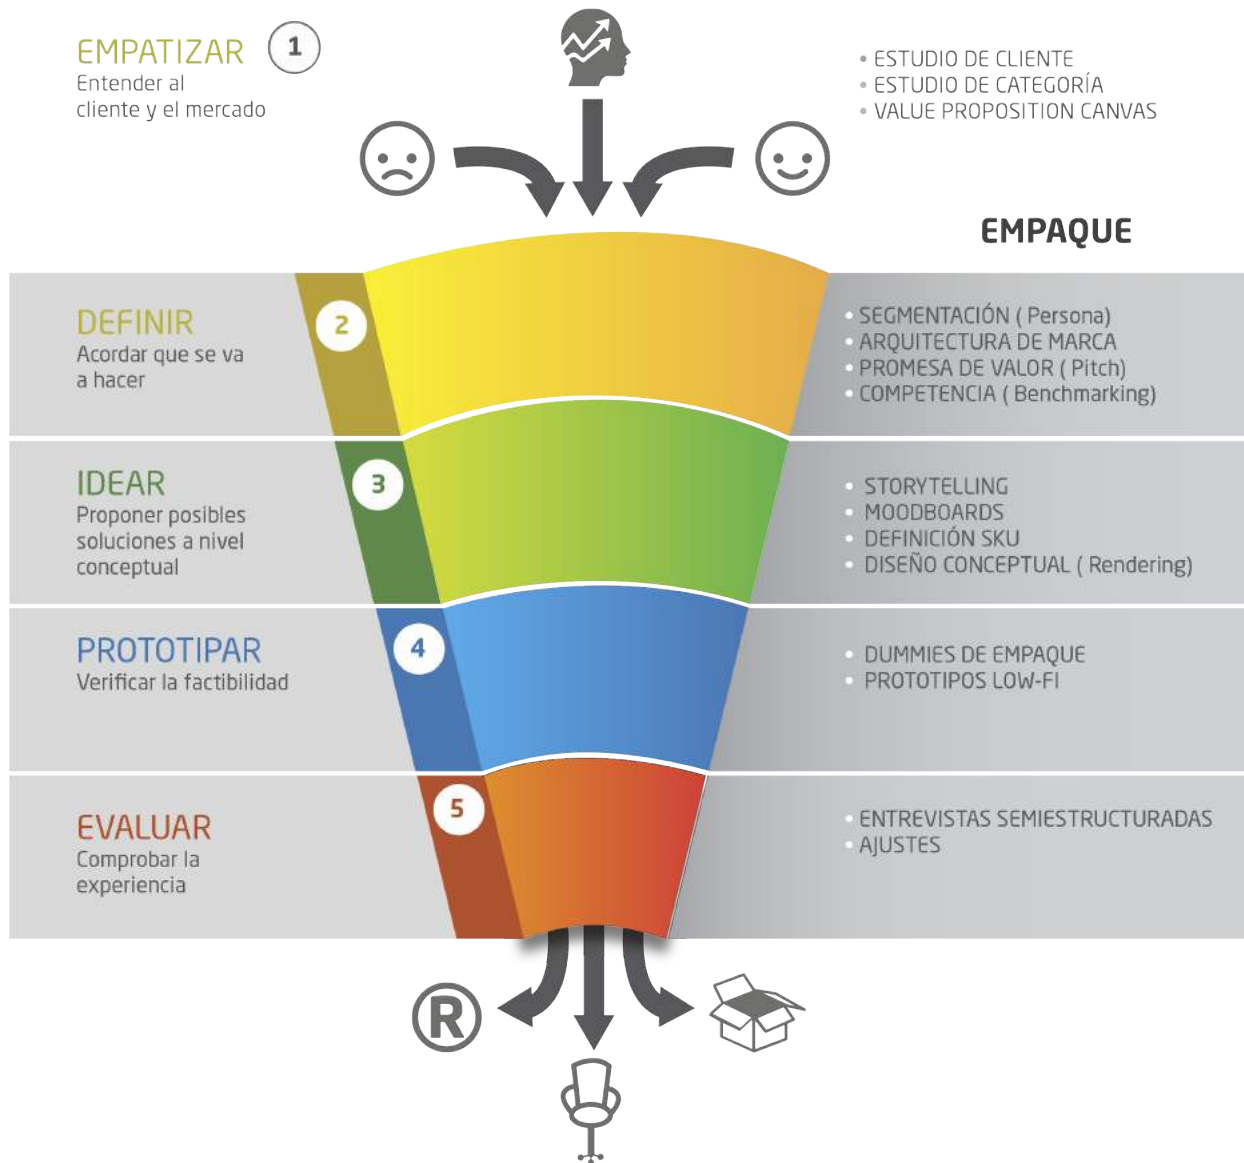 EMPATIZAR
1
Entender al
cliente y el mercado
• ESTUDIO DE CLIENTE
• ESTUDIO DE CATEGORÍA
• VALUE PROPOSITION CANVAS
EMPAQUE
DEFINIR
Acordar que se va
a hacer
2
• SEGMENTACIÓN ( Persona)
• ARQUITECTURA DE MARCA
• PROMESA DE VALOR ( Pitch)
• COMPETENCIA ( Benchmarking)
IDEAR
Proponer posibles
soluciones a nivel
conceptual
3
• STORYTELLING
• MOODBOARDS
• DEFINICIÓN SKU
• DISEÑO CONCEPTUAL ( Rendering)
PROTOTIPAR
Verificar la factibilidad
4
• DUMMIES DE EMPAQUE
• PROTOTIPOS LOW-FI
EVALUAR
Comprobar la
experiencia
5
• ENTREVISTAS SEMIESTRUCTURADAS
• AJUSTES
®